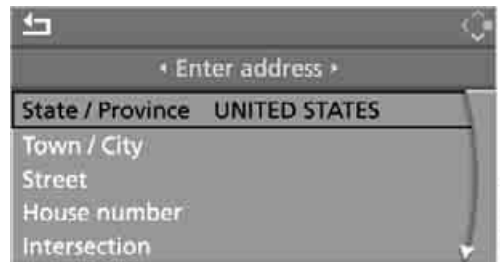 Enter address
State / Province UNITED STATES
Town / City
Street
House number
Intersection